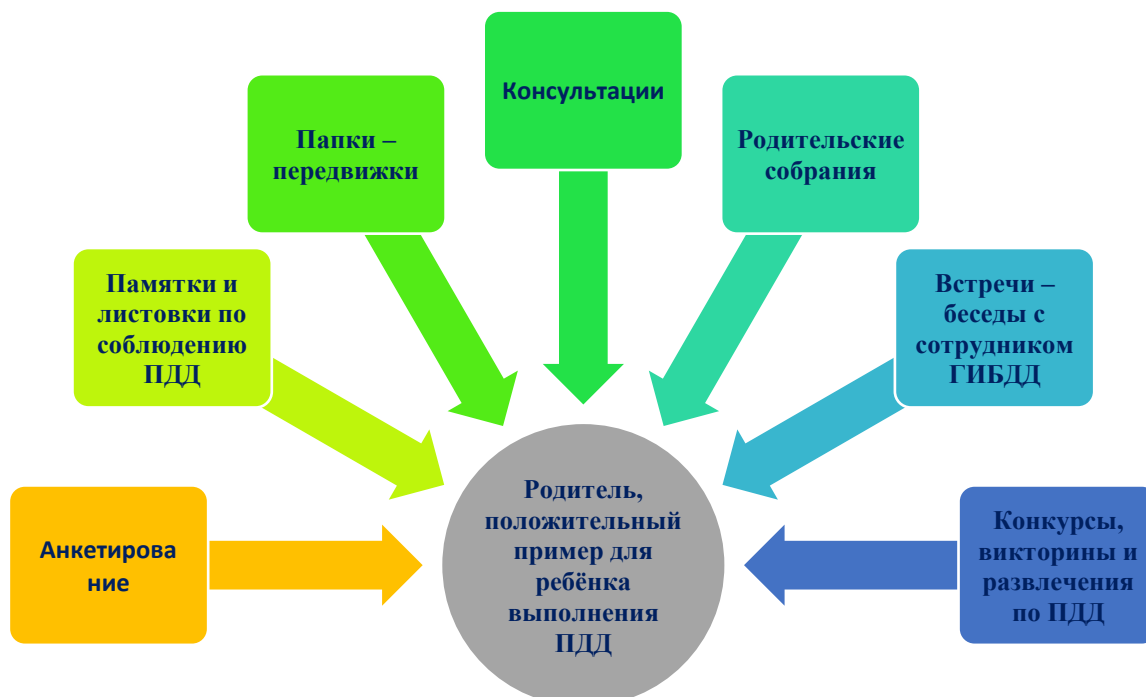 Консультации
Папки –
передвижки
Родительские
собрания
Памятки и
листовки по
соблюдению
ПДД
Встречи –
беседы с
сотрудником
ГИБДД
Анкетирова
ние
Родитель,
положительный
пример для
ребёнка
выполнения
ПДД
Конкурсы,
викторины и
развлечения
по ПДД